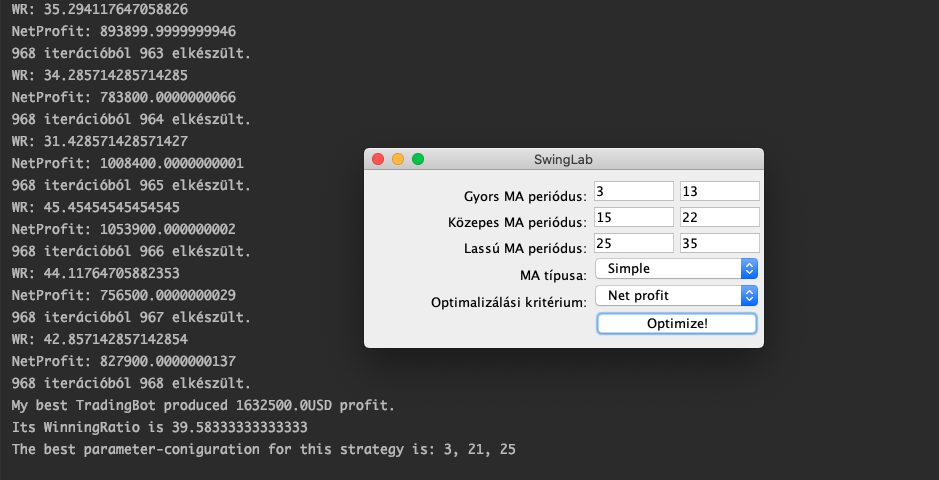 WR: 35.294117647058826
NetProfit: 893899.9999999946
968 iterációból 963 elkészült.
WR: 34.285714285714285
NetProfit: 783800.0000000066
968 iterációból 964 elkészült.
WR: 31.428571428571427
NetProfit: 1008400.0000000001
968 iterációból 965 elkészült.
WR: 45.45454545454545
NetProfit: 1053900.000000002
968 iterációból 966 elkészült.
WR: 44.11764705882353
NetProfit: 756500.0000000029
968 iterációból 967 elkészült.
WR: 42.857142857142854
NetProfit: 827900.0000000137
968 iterációból 968 elkészült.
My best TradingBot produced 1632500.0USD profit.
Its WinningRatio is 39.58333333333333
The best parameter-coniguration for this strategy is: 3, 21, 25
SwingLab
Gyors MA periódus: 3 13
Közepes MA periódus: 15 22
Lassú MA periódus: 25 35
MA típusa: Simple
Optimalizálási kritérium: Net profit
Optimize!